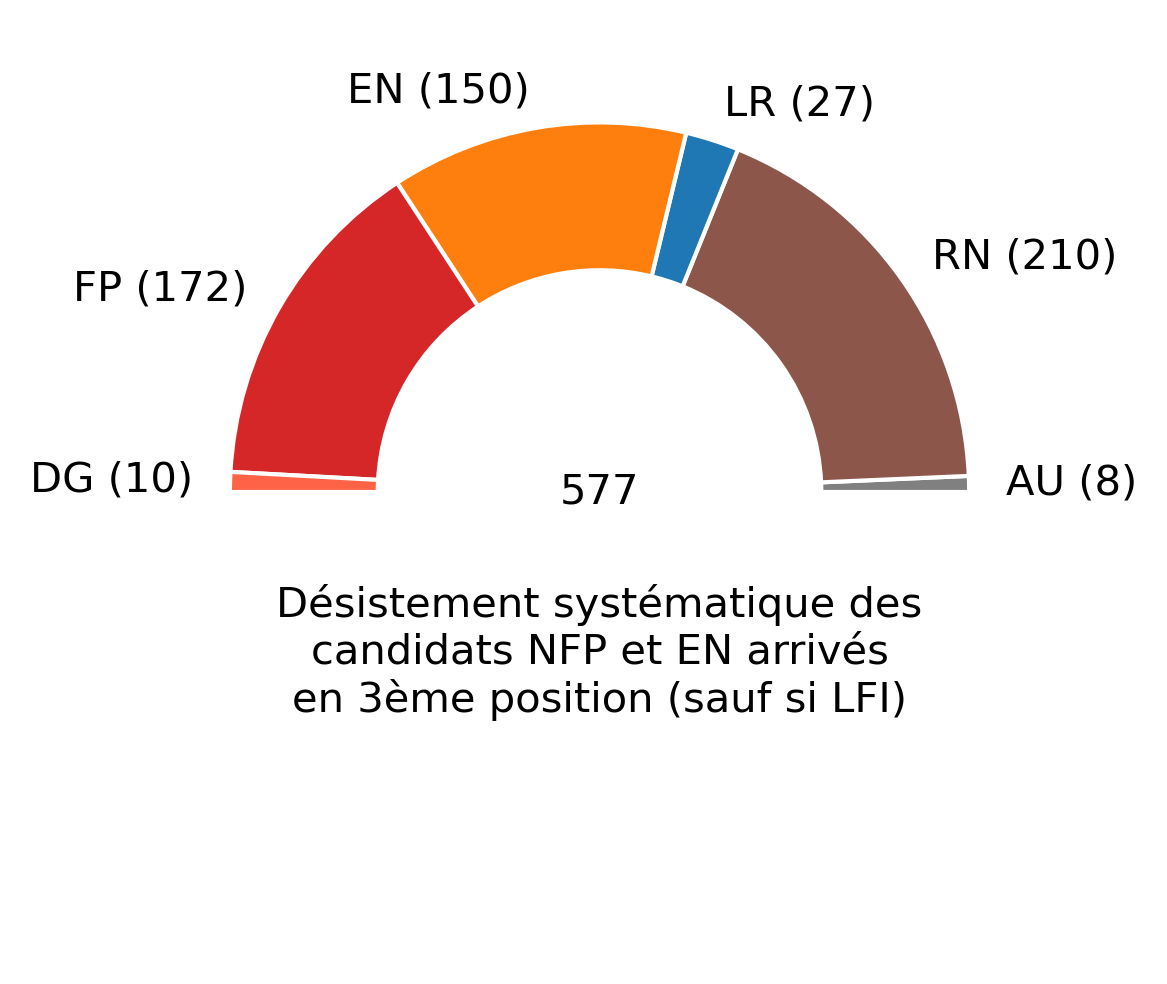 EN (150)
LR (27)
RN (210)
FP (172)
DG (10)
577
AU (8)
Désistement systématique des
candidats NFP et EN arrivés
en 3ème position (sauf si LFI)